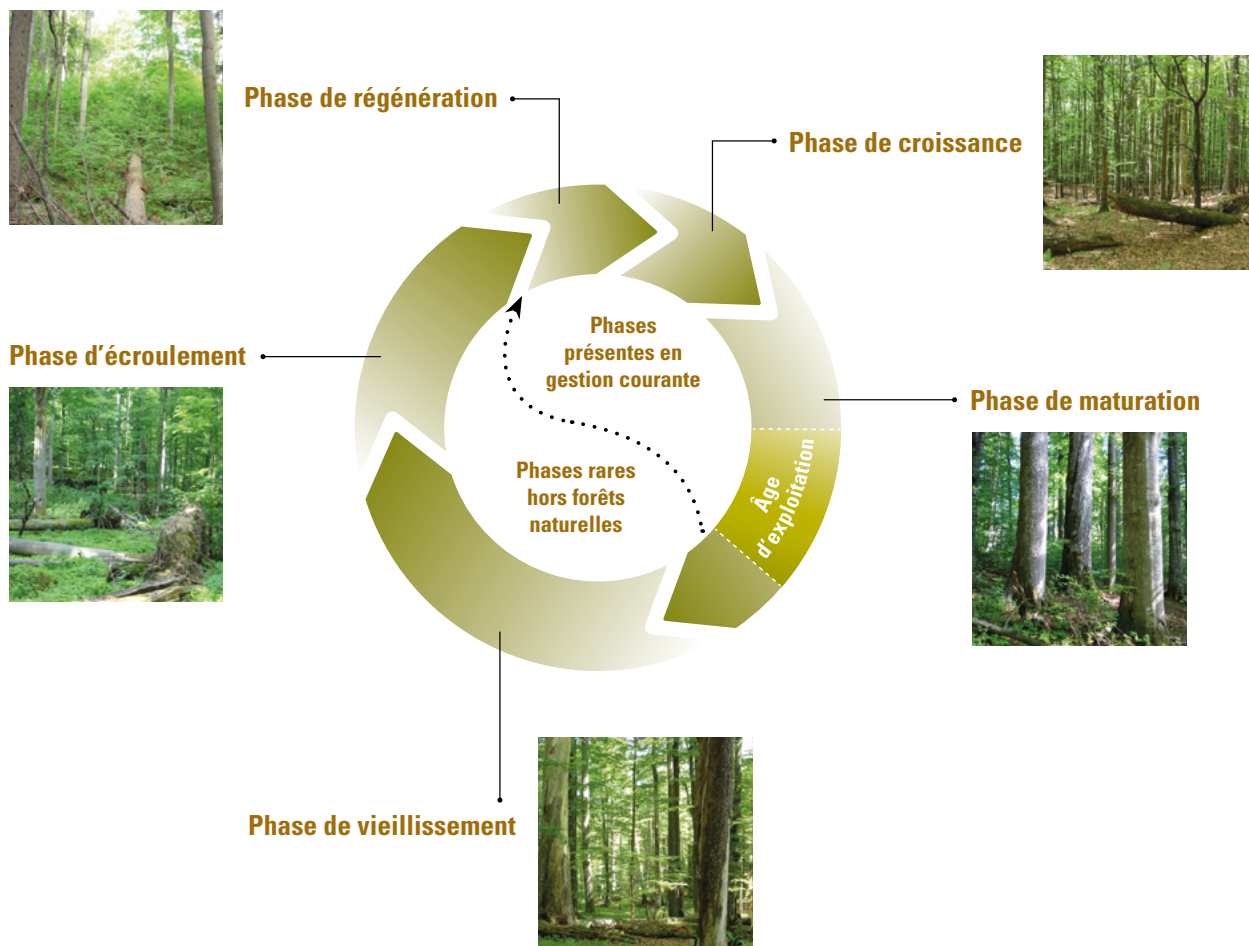 Phase de régénération
Phase de croissance
Phases
présentes en
gestion courante
Phase d'écroulement
Phase de maturation
Âge
d'exploitation
Phases rares
hors forêts
naturelles
Phase de vieillissement